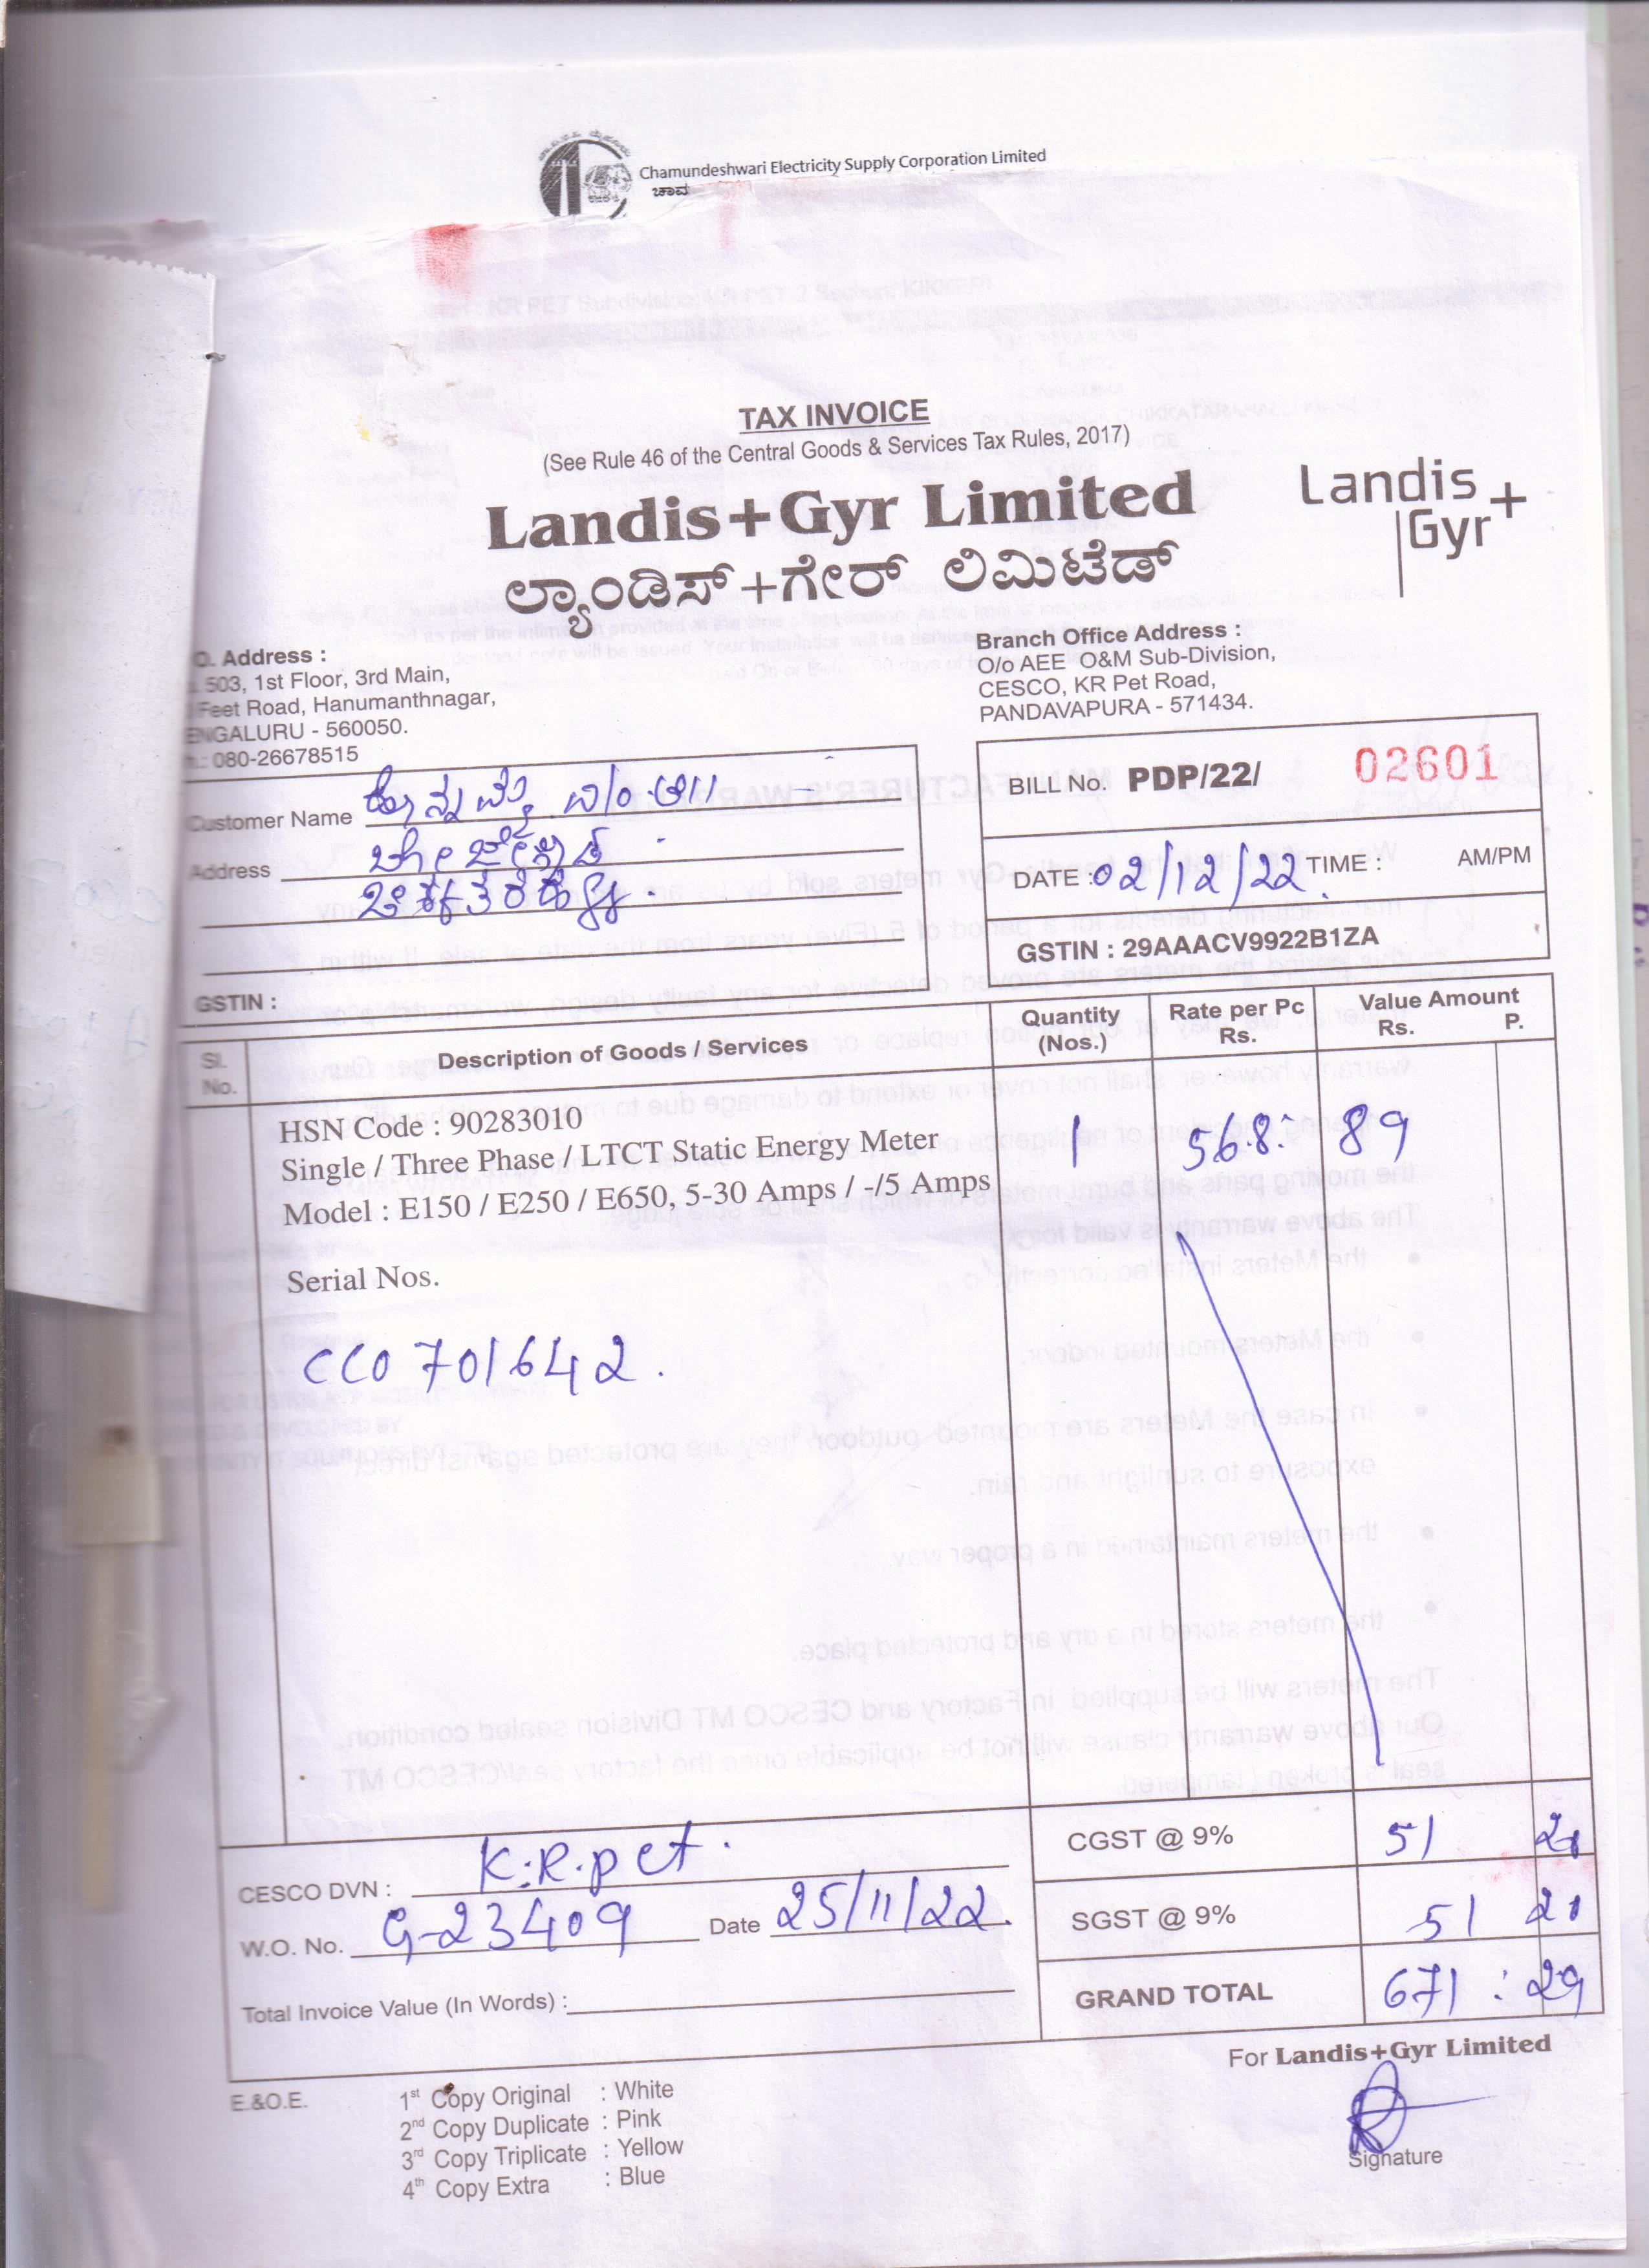 Chamundeshwari Electricity Supply Corporation Limited
TAX INVOICE
(See Rule 46 of the Central Goods & Services Tax Rules, 2017)
Landis+Gyr Limited
ಲ್ಯಾಂಡಿಸ್+ಗೇರ್ ಲಿಮಿಟೆಡ್
Landis
Gyr+
Address :
503, 1st Floor, 3rd Main,
Feet Road, Hanumanthnagar,
ENGALURU - 560050.
080-26678515
Branch Office Address :
O/o AEE O&M Sub-Division,
CESCO, KR Pet Road,
PANDAVAPURA - 571434.
Customer Name
Address
GSTIN :
BILL No. PDP/22/ 02601
DATE : 02/12/22 TIME : AM/PM
GSTIN : 29AAACV9922B1ZA
Sl. No. Description of Goods / Services Quantity (Nos.) Rate per Pc Rs. Value Amount Rs. P.
HSN Code : 90283010 1 568: 89
Single / Three Phase / LTCT Static Energy Meter
Model : E150 / E250 / E650, 5-30 Amps / -/5 Amps
Serial Nos.
CC0701642.
CGST @ 9% 51 20
SGST @ 9% 51 20
GRAND TOTAL 671 : 29
CESCO DVN : K.R.pet.
W.O. No. G-23409 Date 25/11/22.
Total Invoice Value (In Words) :
For Landis+Gyr Limited
Signature
E.&O.E.
1st Copy Original : White
2nd Copy Duplicate : Pink
3rd Copy Triplicate : Yellow
4th Copy Extra : Blue